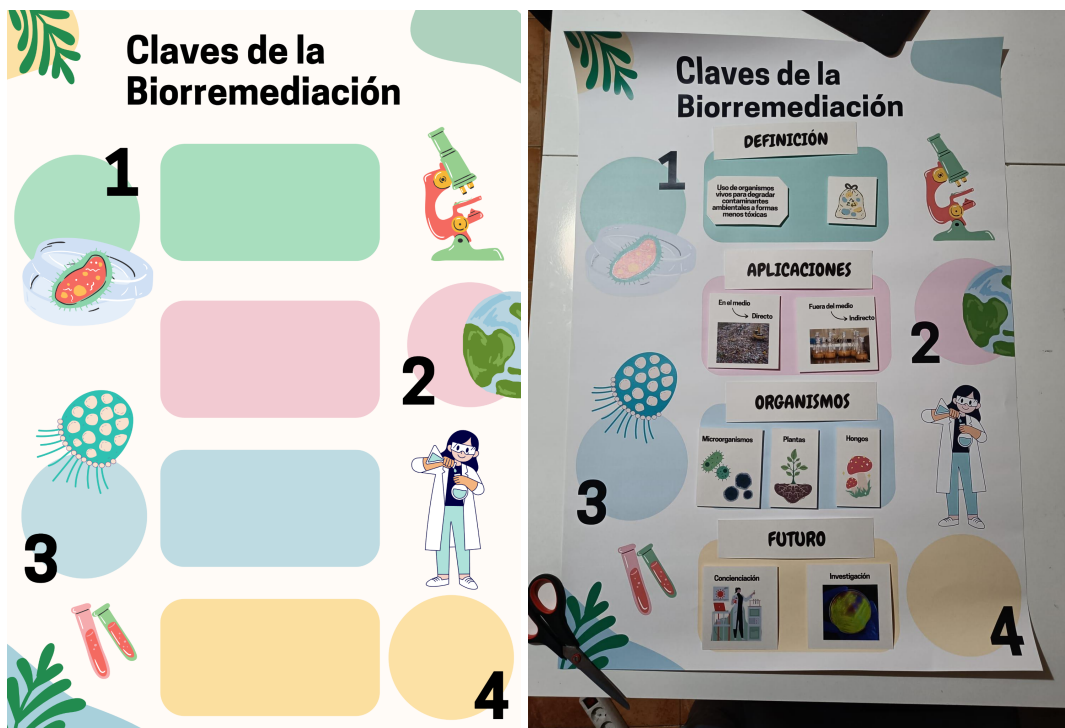 Claves de la
Biorremediación
1
2
3
4
Claves de la
Biorremediación
DEFINICIÓN
1
Uso de organismos
vivos para degradar
contaminantes
ambientales a formas
menos tóxicas
APLICACIONES
En el medio
Directo
Fuera del medio
Indirecto
2
ORGANISMOS
Microorganismos
Plantas
Hongos
3
FUTURO
Concienciación
Investigación
4